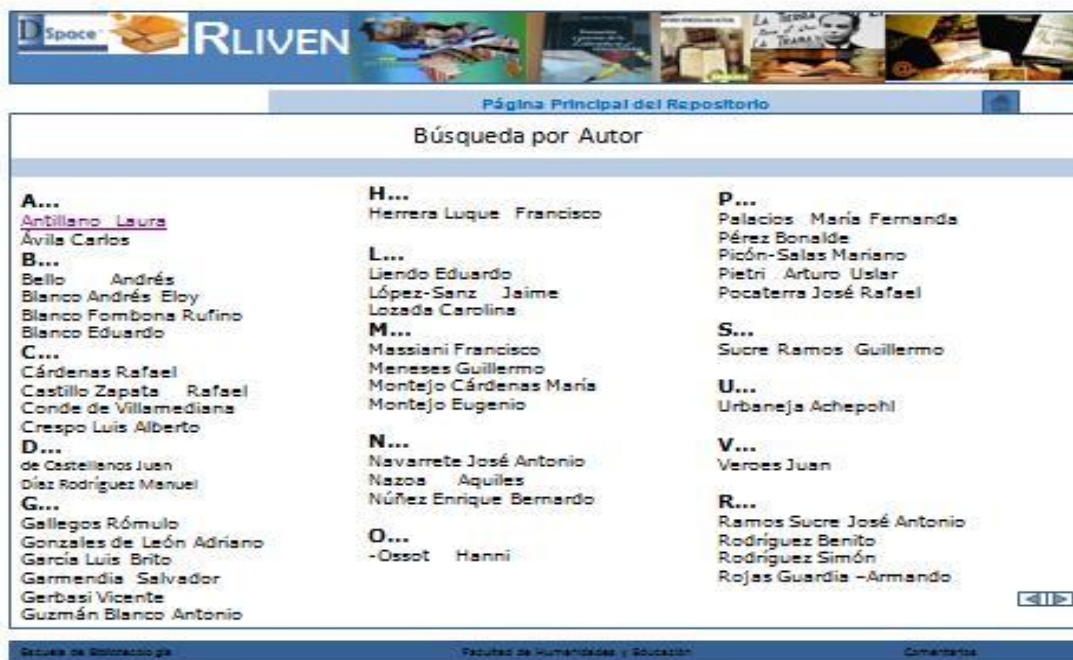 DSpace
RLIVEN
LA TIERRA
Página Principal del Repositorio
Búsqueda por Autor
A...
Antillano Laura
Ávila Carlos
B...
Bello Andrés
Blanco Andrés Eloy
Blanco Fombona Rufino
Blanco Eduardo
C...
Cárdenas Rafael
Castillo Zapata Rafael
Conde de Villamediana
Crespo Luis Alberto
D...
de Castellanos Juan
Díaz Rodríguez Manuel
G...
Gallegos Rómulo
Gonzales de León Adriano
García Luis Brito
Garmendia Salvador
Gerbasi Vicente
Guzmán Blanco Antonio
H...
Herrera Luque Francisco
L...
Liendo Eduardo
López-Sanz Jaime
Lozada Carolina
M...
Massiani Francisco
Meneses Guillermo
Montejo Cárdenas María
Montejo Eugenio
N...
Navarrete José Antonio
Nazoa Aquiles
Núñez Enrique Bernardo
O...
-Ossot Hanni
P...
Palacios María Fernanda
Pérez Bonalde
Picón-Salas Mariano
Pietri Arturo Uslar
Pocaterra José Rafael
S...
Sucre Ramos Guillermo
U...
Urbaneja Achepohl
V...
Veroes Juan
R...
Ramos Sucre José Antonio
Rodríguez Benito
Rodríguez Simón
Rojas Guardia –Armando
Escuela de Bibliotecología
Facultad de Humanidades y Educación
Comentarios